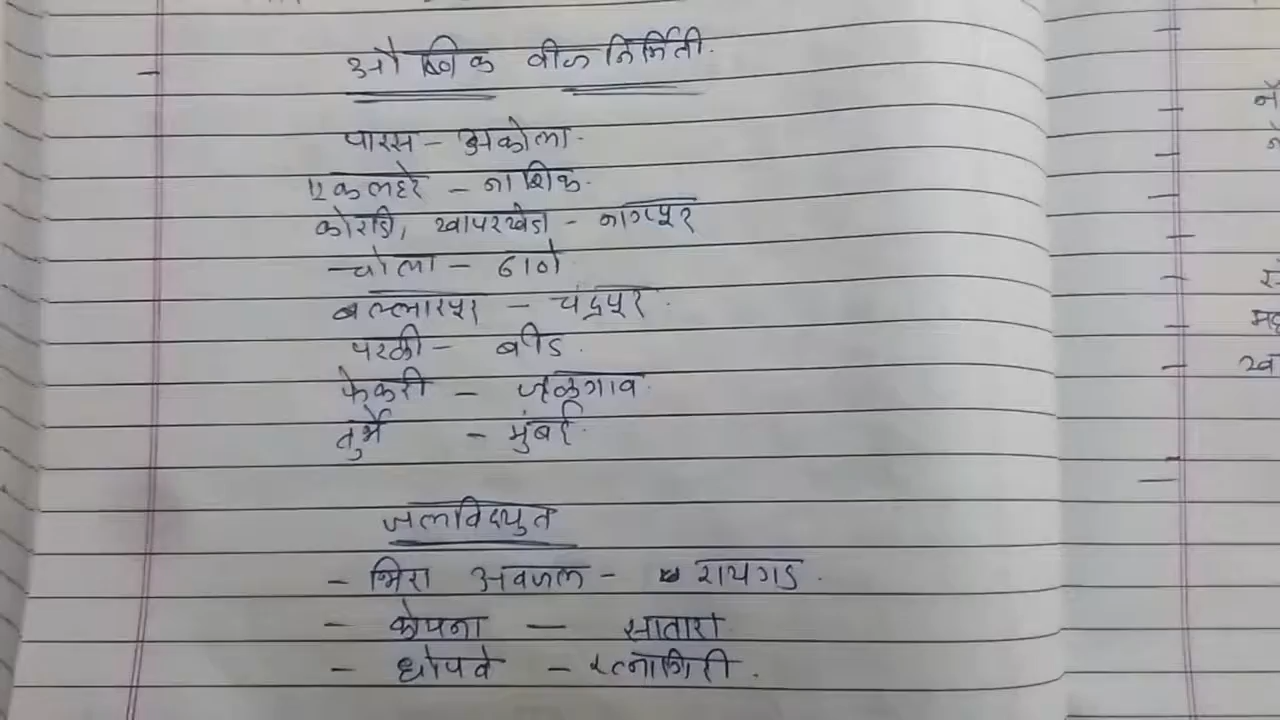 औष्णिक वीज निर्मिती.
पारस - अकोला.
एकलहरे - नाशिक.
कोराडी, खापरखेडा - नागपूर
चोला - ठाणे
बल्लारपूर - चंद्रपूर.
परळी - बीड.
फेकरी - जळगाव.
तुर्भे - मुंबई.
जलविद्युत
- भिरा अवजल - रायगड.
- कोयना - सातारा
- धोपवे - रत्नागिरी.